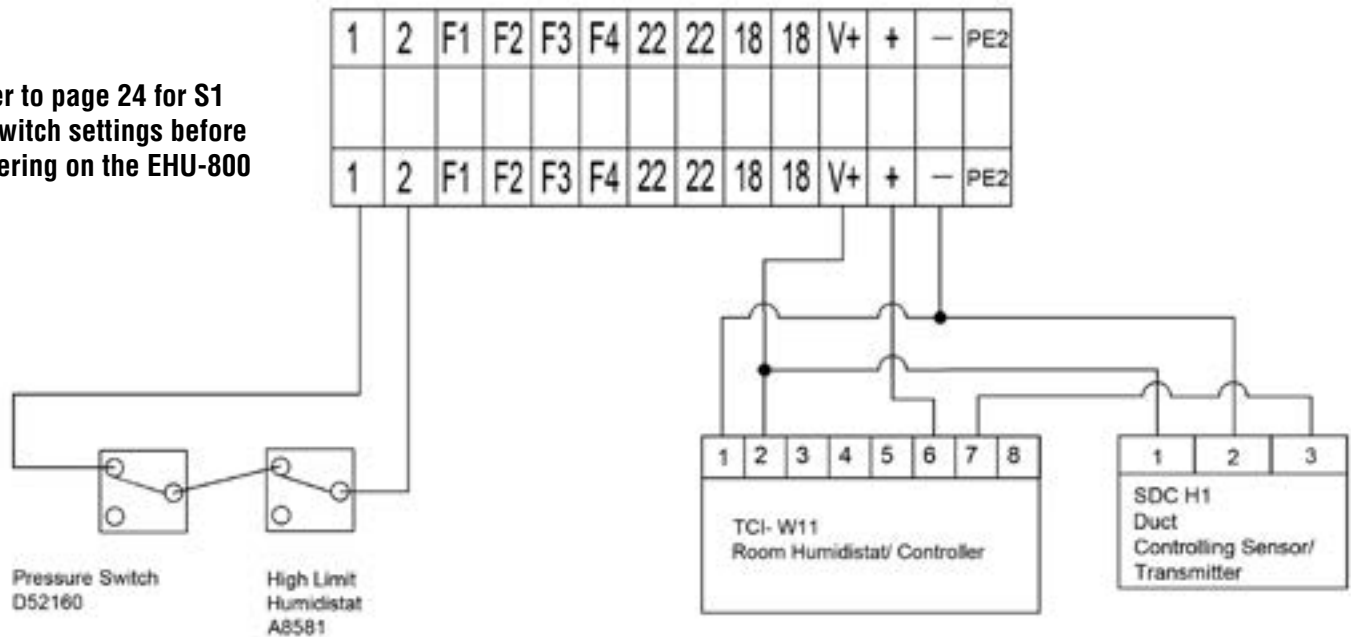 1 2 F1 F2 F3 F4 22 22 18 18 V+ + — PE2
er to page 24 for S1
witch settings before
ering on the EHU-800
1 2 F1 F2 F3 F4 22 22 18 18 V+ + — PE2
1 2 3 4 5 6 7 8
TCI- W11
Room Humidistat/ Controller
1 2 3
SDC H1
Duct
Controlling Sensor/
Transmitter
Pressure Switch
D52160
High Limit
Humidistat
A8581